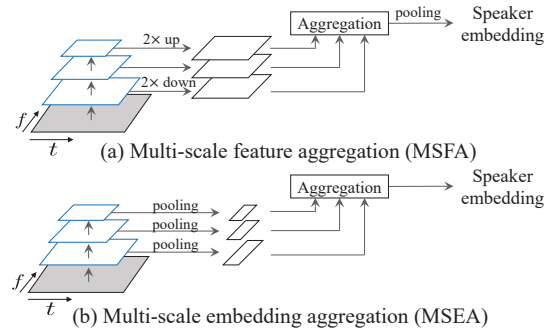 2× up
2× down
Aggregation
pooling
Speaker
embedding
f
t
(a) Multi-scale feature aggregation (MSFA)
pooling
pooling
pooling
Aggregation
Speaker
embedding
f
t
(b) Multi-scale embedding aggregation (MSEA)